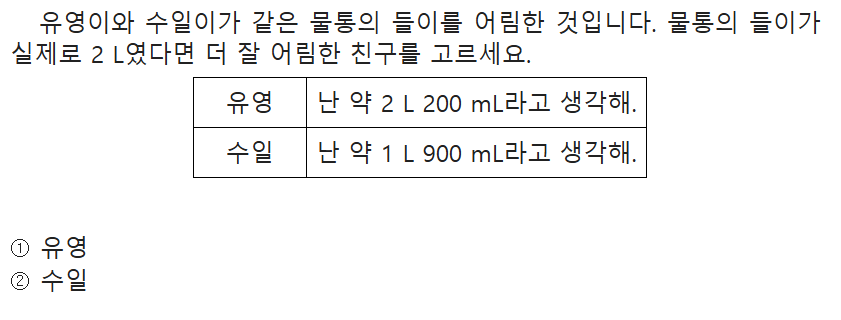 유영이와 수일이가 같은 물통의 들이를 어림한 것입니다. 물통의 들이가
실제로 2 L였다면 더 잘 어림한 친구를 고르세요.
유영 난 약 2 L 200 mL라고 생각해.
수일 난 약 1 L 900 mL라고 생각해.
① 유영
② 수일